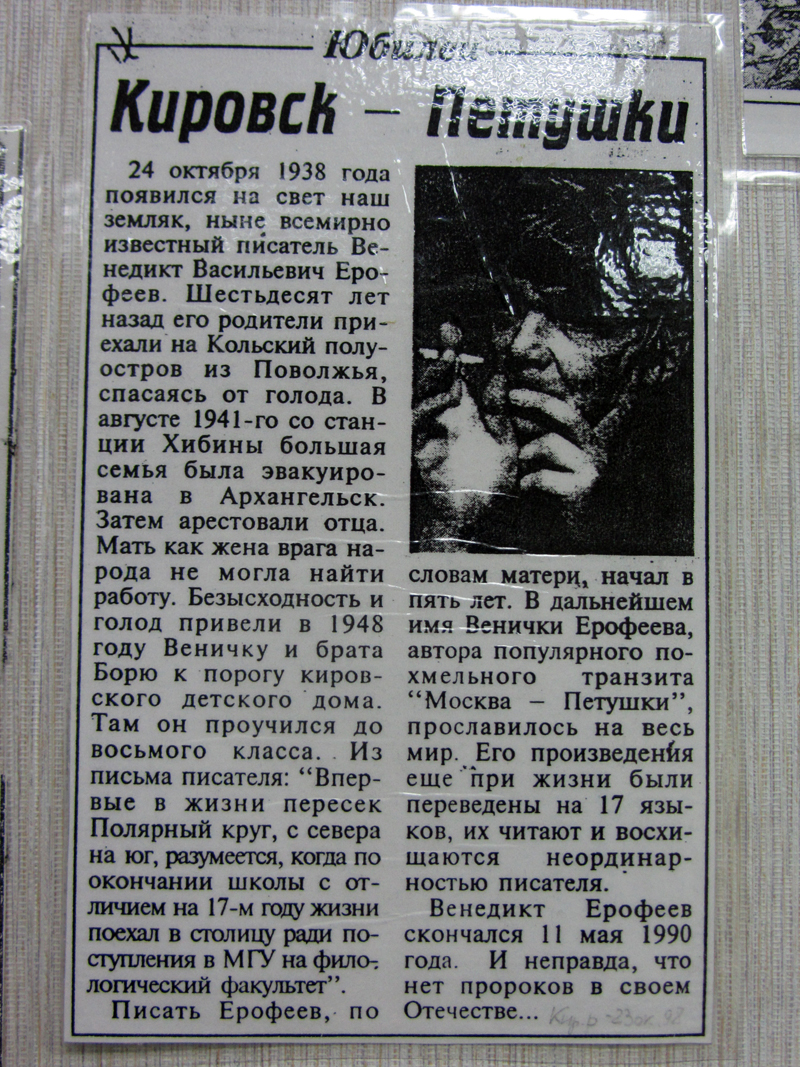 Юбилеи
Кировск – Петушки
24 октября 1938 года
появился на свет наш
земляк, ныне всемирно
известный писатель Ве-
недикт Васильевич Еро-
феев. Шестьдесят лет
назад его родители при-
ехали на Кольский полу-
остров из Поволжья,
спасаясь от голода. В
августе 1941-го со стан-
ции Хибины большая
семья была эвакуиро-
вана в Архангельск.
Затем арестовали отца.
Мать как жена врага на-
рода не могла найти
работу. Безысходность и
голод привели в 1948
году Веничку и брата
Борю к порогу киров-
ского детского дома.
Там он проучился до
восьмого класса. Из
письма писателя: “Впер-
вые в жизни пересек
Полярный круг, с севера
на юг, разумеется, когда по
окончании школы с от-
личием на 17-м году жизни
поехал в столицу ради по-
ступления в МГУ на фило-
логический факультет”.
Писать Ерофеев, по
словам матери, начал в
пять лет. В дальнейшем
имя Венички Ерофеева,
автора популярного по-
хмельного транзита
“Москва – Петушки”,
прославилось на весь
мир. Его произведения
еще при жизни были
переведены на 17 язы-
ков, их читают и восхи-
щаются неординар-
ностью писателя.
Венедикт Ерофеев
скончался 11 мая 1990
года. И неправда, что
нет пророков в своем
Отечестве...